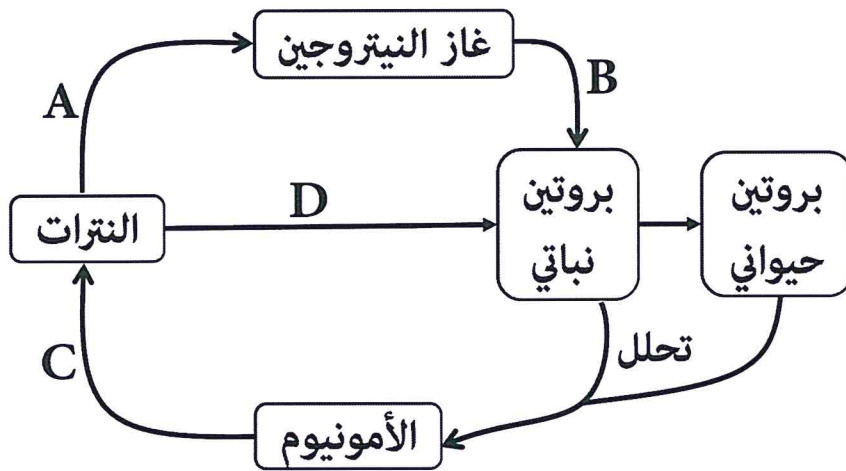 غاز النيتروجين
A
B
النترات
D
بروتين
نباتي
بروتين
حيواني
C
تحلل
الأمونيوم